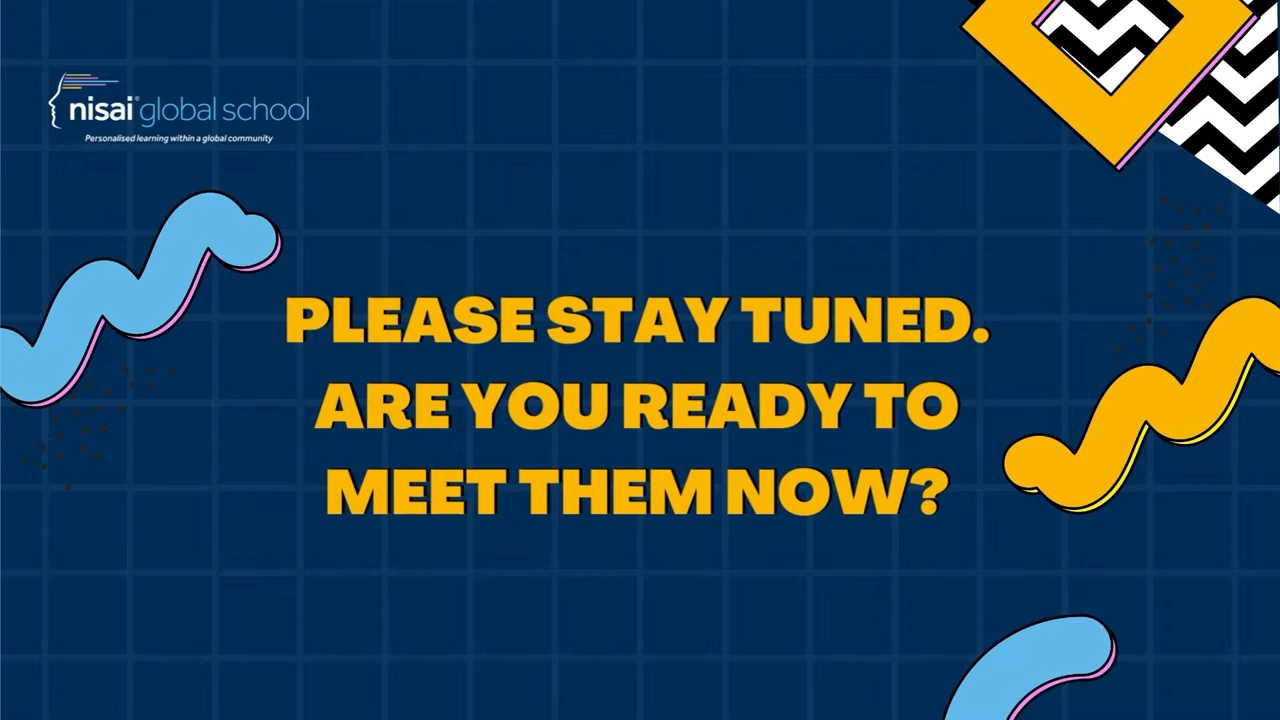 nisai® global school
Personalised learning within a global community
PLEASE STAY TUNED.
ARE YOU READY TO
MEET THEM NOW?